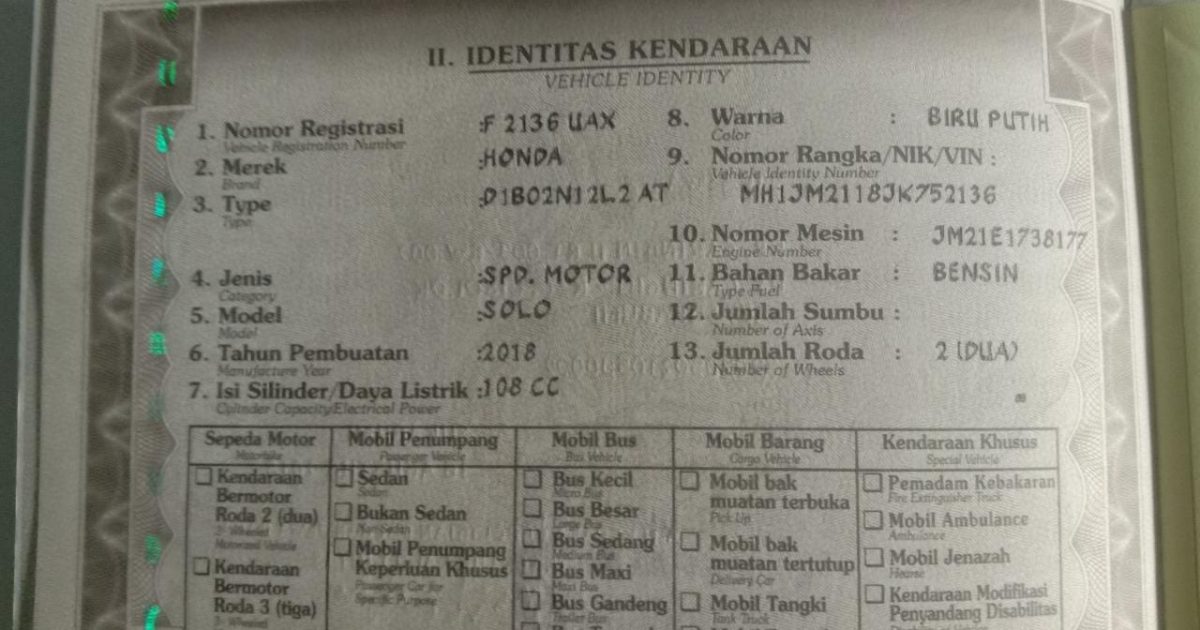 II. IDENTITAS KENDARAAN
VEHICLE IDENTITY
1. Nomor Registrasi :F 2136 UAX
Vehicle Registration Number
2. Merek :HONDA
Brand
3. Type :D1B02N12L2 AT
Type
4. Jenis :SPD. MOTOR
Category
5. Model :SOLO
Model
6. Tahun Pembuatan :2018
Manufacture Year
7. Isi Silinder/Daya Listrik :108 CC
Cylinder Capacity/Electrical Power
8. Warna : BIRU PUTIH
Color
9. Nomor Rangka/NIK/VIN :
Vehicle Identity Number
MH1JM2118JK752136
10. Nomor Mesin : JM21E1738177
Engine Number
11. Bahan Bakar : BENSIN
Type Fuel
12. Jumlah Sumbu :
Number of Axis
13. Jumlah Roda : 2 (DUA)
Number of Wheels
Sepeda Motor
Motorbike
Kendaraan
Bermotor
Roda 2 (dua)
2 Wheeled
Motorized Vehicle
Kendaraan
Bermotor
Roda 3 (tiga)
3 Wheeled
Mobil Penumpang
Passenger Vehicle
Sedan
Sedan
Bukan Sedan
Non Sedan
Mobil Penumpang
Keperluan Khusus
Passenger Car for
Specific Purpose
Mobil Bus
Bus Vehicle
Bus Kecil
Micro Bus
Bus Besar
Large Bus
Bus Sedang
Medium Bus
Bus Maxi
Maxi Bus
Bus Gandeng
Trailer Bus
Mobil Barang
Cargo Vehicle
Mobil bak
muatan terbuka
Pick Up
Mobil bak
muatan tertutup
Delivery Car
Mobil Tangki
Tank Truck
Kendaraan Khusus
Special Vehicle
Pemadam Kebakaran
Fire Extinguisher Truck
Mobil Ambulance
Ambulance
Mobil Jenazah
Hearse
Kendaraan Modifikasi
Penyandang Disabilitas